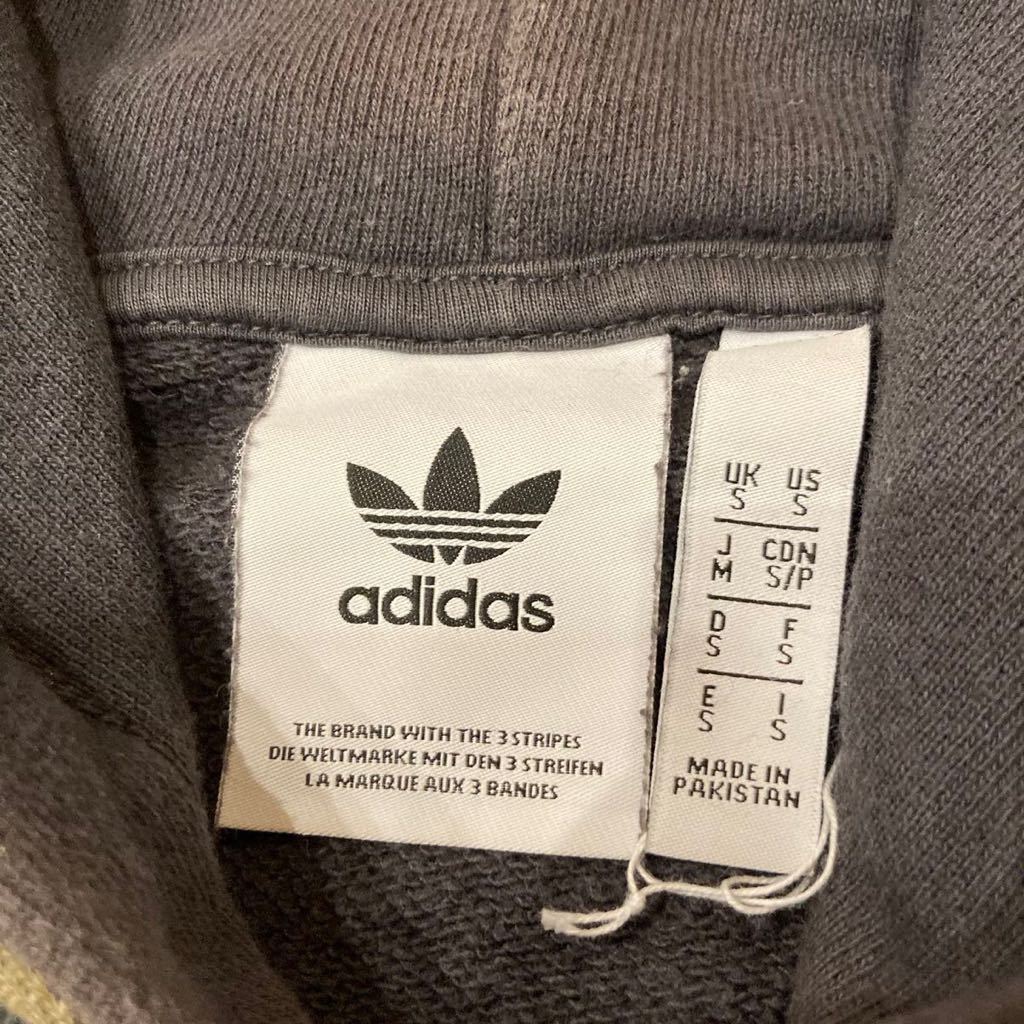 adidas
THE BRAND WITH THE 3 STRIPES
DIE WELTMARKE MIT DEN 3 STREIFEN
LA MARQUE AUX 3 BANDES
UK US
S S
J CDN
M S/P
D F
S S
E I
S S
MADE IN
PAKISTAN